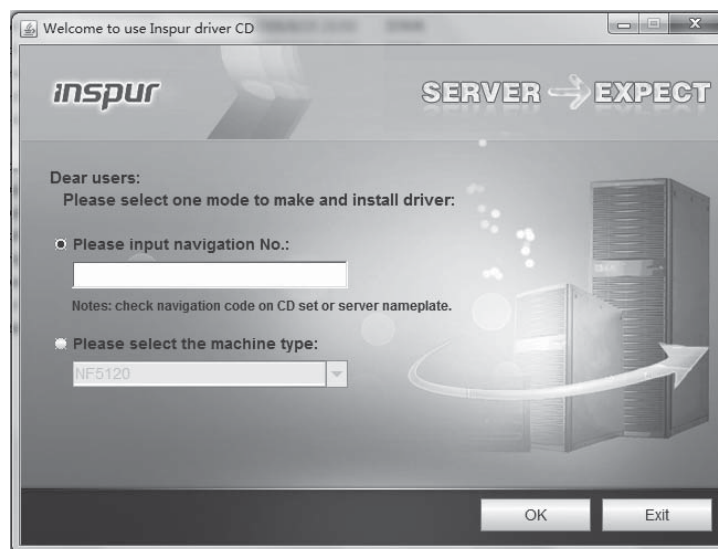 Welcome to use Inspur driver CD
inspur
SERVER EXPECT
Dear users:
Please select one mode to make and install driver:
Please input navigation No.:
Notes: check navigation code on CD set or server nameplate.
Please select the machine type:
NF5120
OK Exit